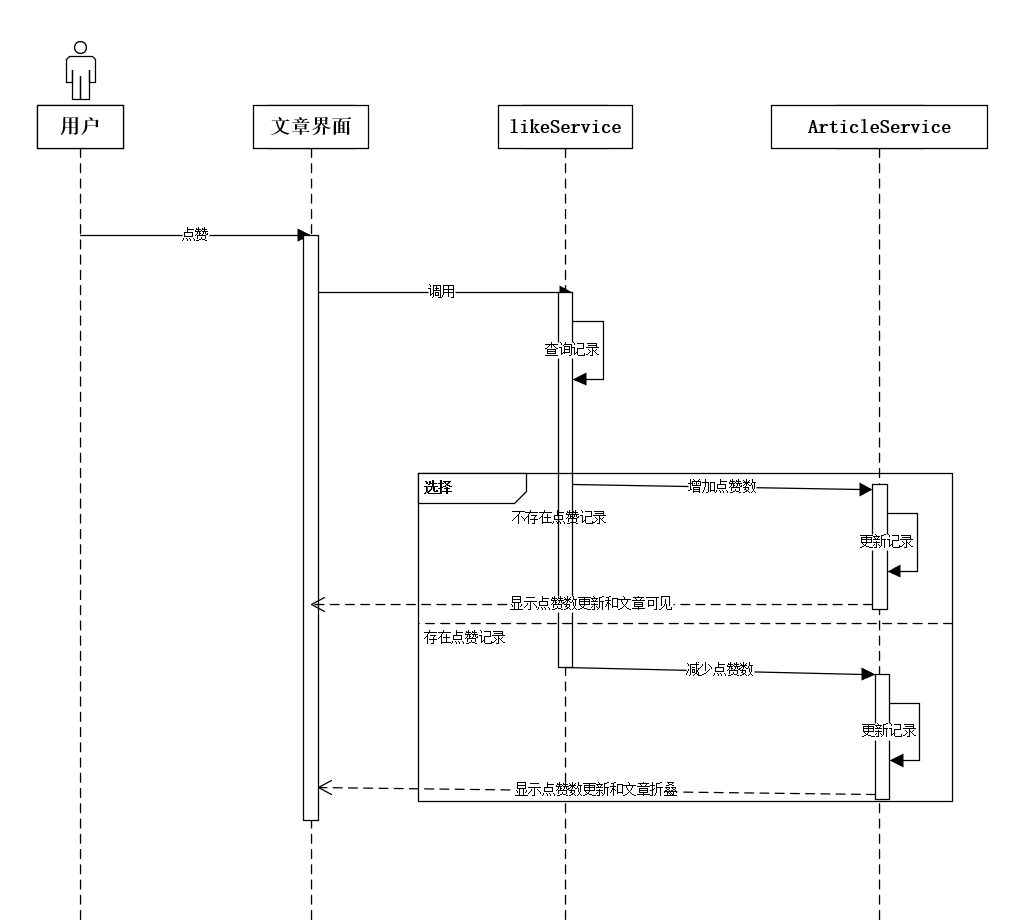 用户
文章界面
likeService
ArticleService
点赞
调用
查询记录
选择
增加点赞数
不存在点赞记录
更新记录
显示点赞数更新和文章可见
存在点赞记录
减少点赞数
更新记录
显示点赞数更新和文章折叠